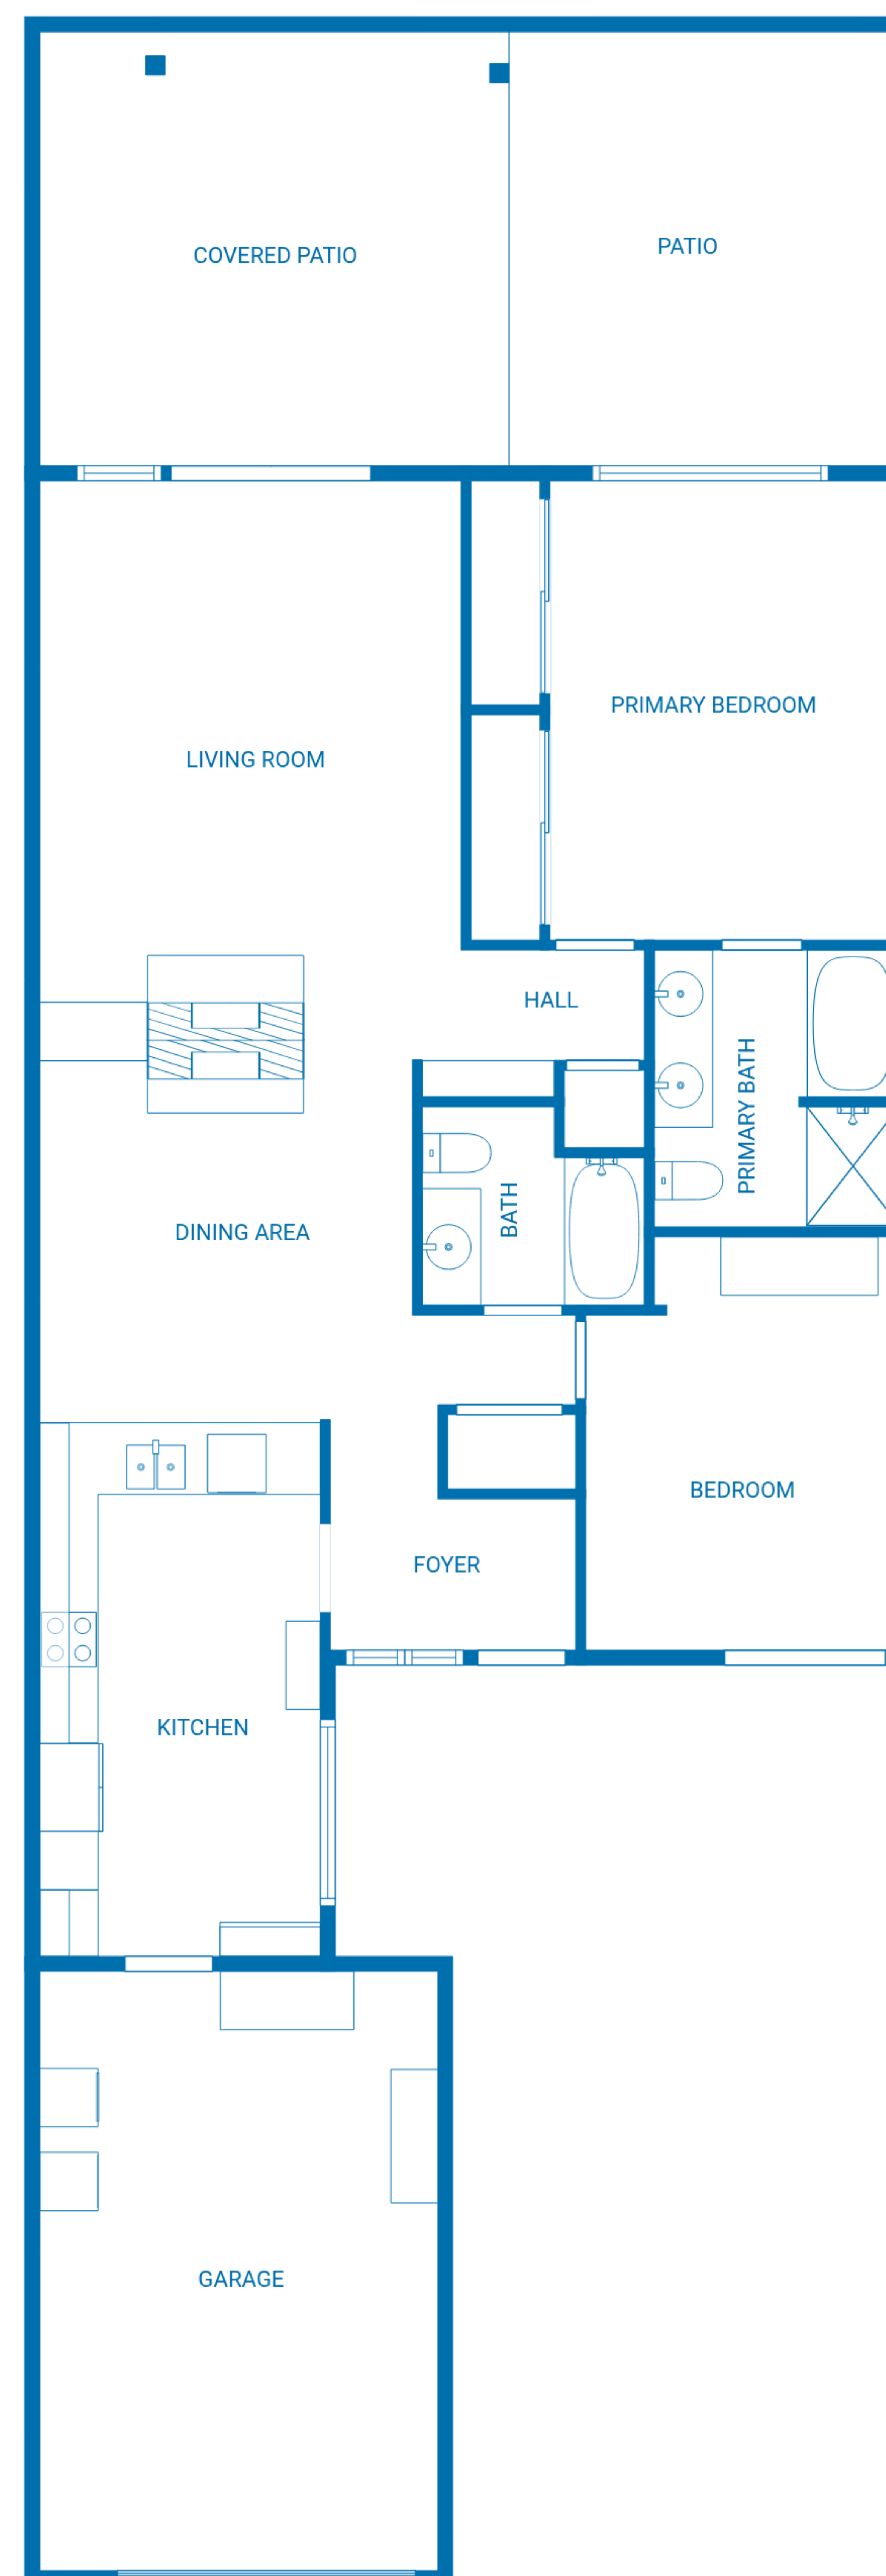 COVERED PATIO
PATIO
PRIMARY BEDROOM
LIVING ROOM
HALL
PRIMARY BATH
BATH
DINING AREA
BEDROOM
FOYER
KITCHEN
GARAGE